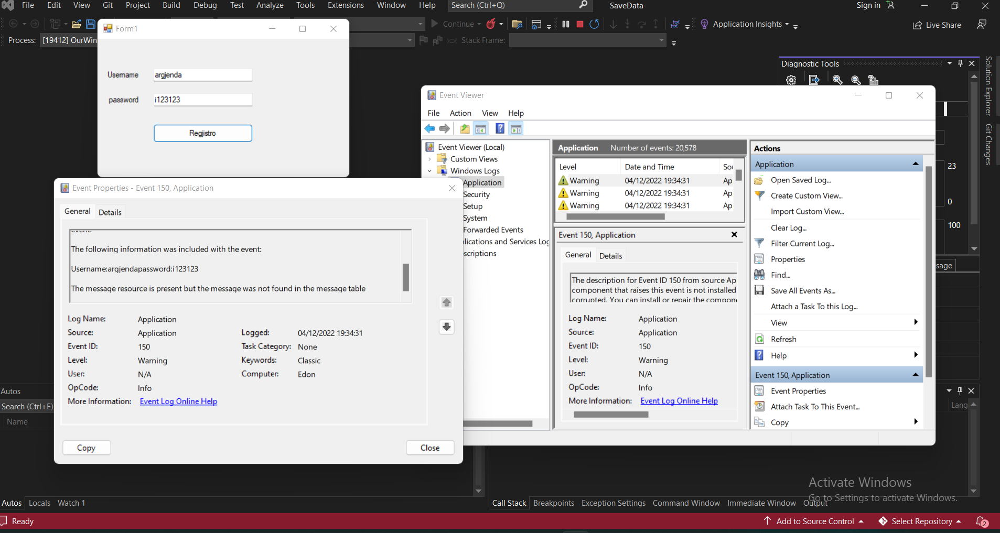 File Edit View Git Project Build Debug Test Analyze Tools Extensions Window Help Search (Ctrl+Q) SaveData Sign in
Continue Application Insights Live Share
Process: [19412] OurWin Stack Frame:
Form1
Username argjenda
password i123123
Regjistro
Diagnostic Tools
Solution Explorer
Git Changes
23
0
100
sage
Event Viewer
File Action View Help
Event Viewer (Local)
Custom Views
Windows Logs
Application
Security
Setup
System
Forwarded Events
lications and Services Log
scriptions
Application Number of events: 20,578
Level Date and Time Sou
Warning 04/12/2022 19:34:31 Ap
Warning 04/12/2022 19:34:31 Ap
Warning 04/12/2022 19:34:31 Ap
Event 150, Application
General Details
The description for Event ID 150 from source Ap
component that raises this event is not installed
corrupted. You can install or repair the compone
Log Name: Application
Source: Application
Event ID: 150
Level: Warning
User: N/A
OpCode: Info
More Information: Event Log Online Help
Actions
Application
Open Saved Log...
Create Custom View...
Import Custom View...
Clear Log...
Filter Current Log...
Properties
Find...
Save All Events As...
Attach a Task To this Log...
View
Refresh
Help
Event 150, Application
Event Properties
Attach Task To This Event...
Copy
Event Properties - Event 150, Application
General Details
event:
The following information was included with the event:
Username:argjendapassword:i123123
The message resource is present but the message was not found in the message table
Log Name: Application
Source: Application Logged: 04/12/2022 19:34:31
Event ID: 150 Task Category: None
Level: Warning Keywords: Classic
User: N/A Computer: Edon
OpCode: Info
More Information: Event Log Online Help
Copy Close
Autos
Search (Ctrl+E)
Name
Lang
Activate Windows
Go to Settings to activate Windows.
Autos Locals Watch 1
Call Stack Breakpoints Exception Settings Command Window Immediate Window Output
Ready Add to Source Control Select Repository 2